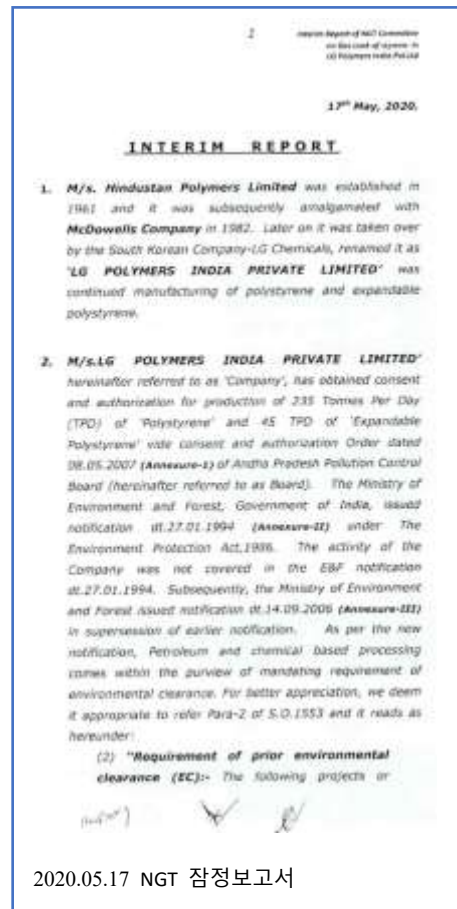 1
Interim Report of NGT Committee
on Gas Leak of styrene in
LG Polymers India Pvt Ltd
17th May, 2020.
INTERIM REPORT
1. M/s. Hindustan Polymers Limited was established in
1961 and it was subsequently amalgamated with
McDowells Company in 1982. Later on it was taken over
by the South Korean Company-LG Chemicals, renamed it as
'LG POLYMERS INDIA PRIVATE LIMITED' was
continued manufacturing of polystyrene and expandable
polystyrene.
2. M/s.LG POLYMERS INDIA PRIVATE LIMITED'
hereinafter referred to as 'Company', has obtained consent
and authorization for production of 235 Tonnes Per Day
(TPD) of 'Polystyrene' and 45 TPD of 'Expandable
Polystyrene' vide consent and authorization Order dated
08.05.2007 (Annexure-1) of Andha Pradesh Pollution Control
Board (hereinafter referred to as Board). The Ministry of
Environment and Forest, Government of India, issued
notification dt.27.01.1994 (Annexure-II) under The
Environment Protection Act,1986. The activity of the
Company was not covered in the E&F notification
dt.27.01.1994. Subsequently, the Ministry of Environment
and Forest issued notification dt.14.09.2006 (Annexure-III)
in supersession of earlier notification. As per the new
notification, Petroleum and chemical based processing
comes within the purview of mandating requirement of
environmental clearance. For better appreciation, we deem
it appropriate to refer Para-2 of S.O.1553 and it reads as
hereunder:
(2) "Requirement of prior environmental
clearance (EC):- The following projects or
2020.05.17 NGT 잠정보고서